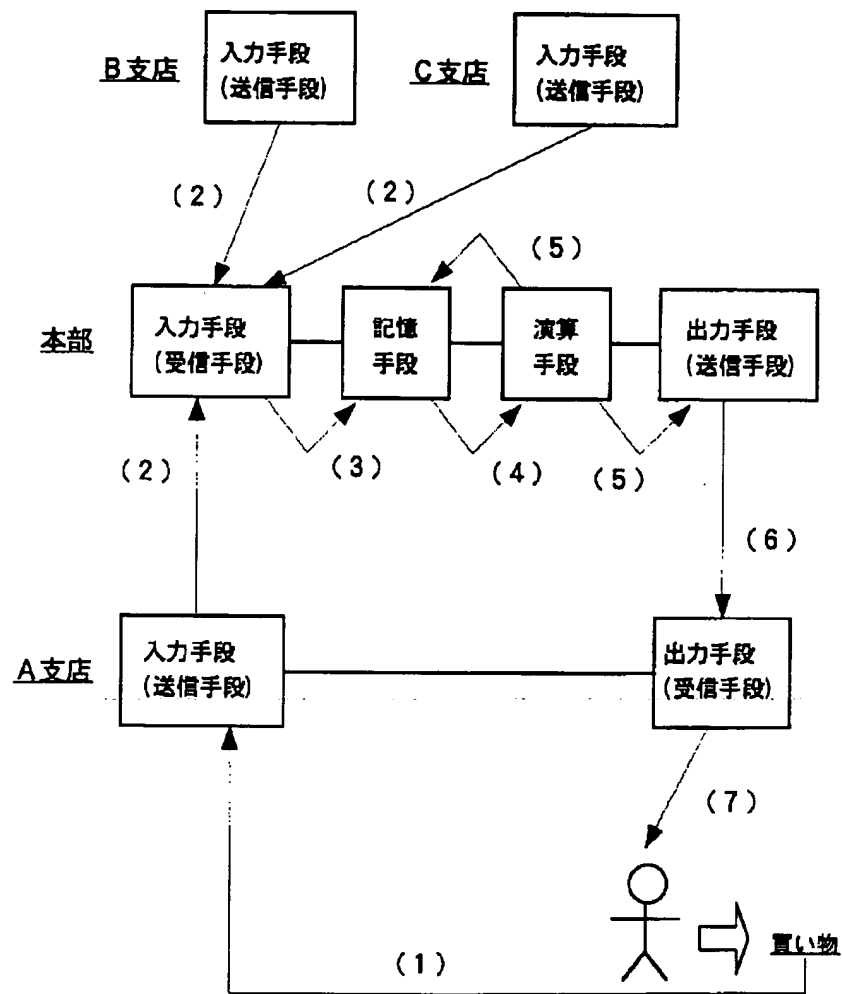 B支店
入力手段
(送信手段)
C支店
入力手段
(送信手段)
(2)
(2)
(5)
本部
入力手段
(受信手段)
記憶
手段
演算
手段
出力手段
(送信手段)
(2)
(3)
(4)
(5)
(6)
A支店
入力手段
(送信手段)
出力手段
(受信手段)
(7)
(1)
買い物